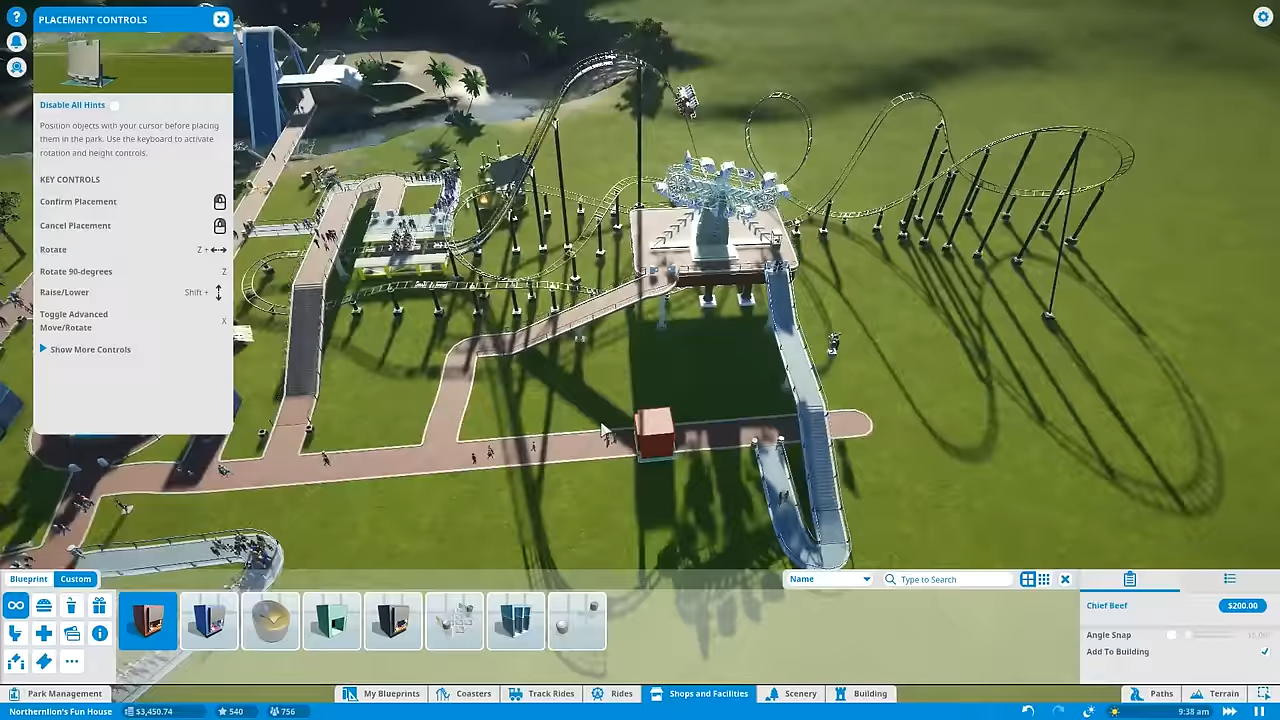 PLACEMENT CONTROLS
Disable All Hints
Position objects with your cursor before placing
them in the park. Use the keyboard to activate
rotation and height controls.
KEY CONTROLS
Confirm Placement
Cancel Placement
Rotate Z +
Rotate 90-degrees Z
Raise/Lower Shift +
Toggle Advanced
Move/Rotate X
Show More Controls
Blueprint Custom
Name Type to Search
Chief Beef $200.00
Angle Snap
Add To Building
Park Management My Blueprints Coasters Track Rides Rides Shops and Facilities Scenery Building Paths Terrain
Northernlion's Fun House $3,450.74 540 756 9:38 am